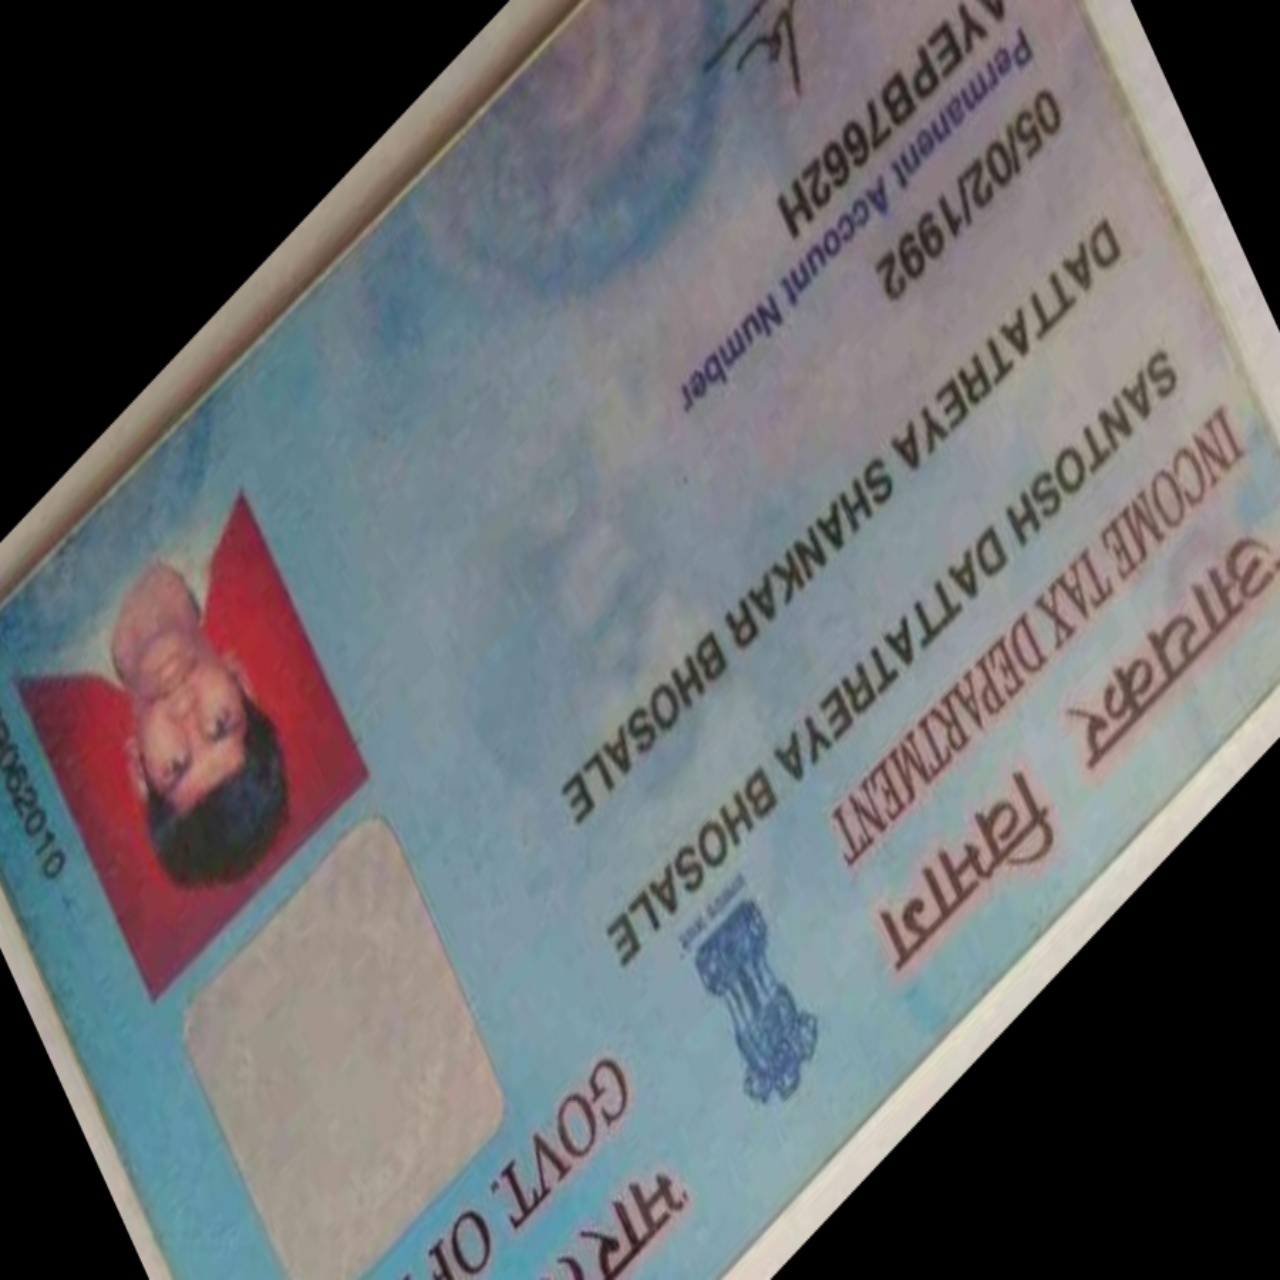 आयकर विभाग
INCOME TAX DEPARTMENT
GOVT. OF
SANTOSH DATTATREYA BHOSALE
DATTATREYA SHANKAR BHOSALE
05/02/1992
Permanent Account Number
AYEPB7662H